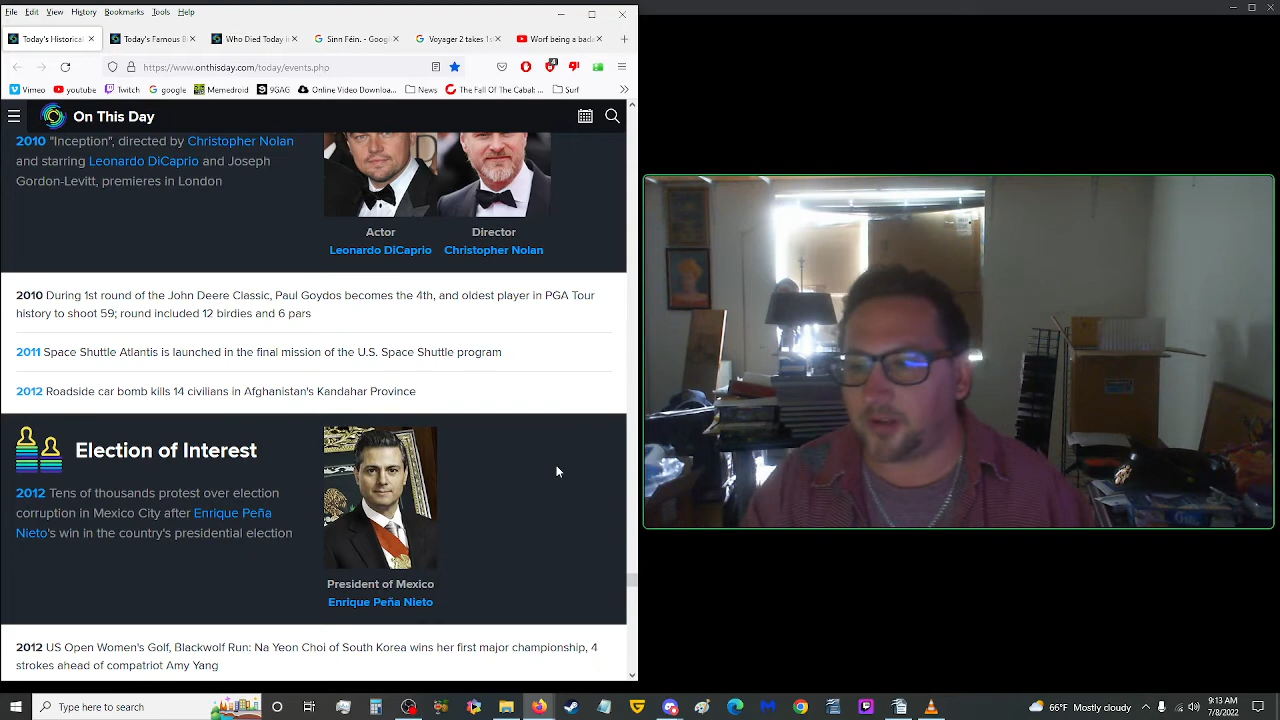 File Edit View History Bookmarks Tools Help
Today's Historical
Today's Famous B
Who Died Today in
Sinn Féin. - Googl
Voyager 2 takes 1s
Worf being a bada
https://www.onthisday.com/today/events.php
Vimeo youtube Twitch google Memedroid 9GAG Online Video Downloa... The Fall Of The Cabal... News Surf
On This Day
2010 "Inception", directed by Christopher Nolan
and starring Leonardo DiCaprio and Joseph
Gordon-Levitt, premieres in London
Actor
Leonardo DiCaprio
Director
Christopher Nolan
2010 During 1st round of the John Deere Classic, Paul Goydos becomes the 4th, and oldest player in PGA Tour
history to shoot 59; round included 12 birdies and 6 pars
2011 Space Shuttle Atlantis is launched in the final mission of the U.S. Space Shuttle program
2012 Roadside car bomb kills 14 civilians in Afghanistan's Kandahar Province
Election of Interest
2012 Tens of thousands protest over election
corruption in Mexico City after Enrique Peña
Nieto's win in the country's presidential election
President of Mexico
Enrique Peña Nieto
2012 US Open Women's Golf, Blackwolf Run: Na Yeon Choi of South Korea wins her first major championship, 4
strokes ahead of compatriot Amy Yang
Type here to search
66°F Mostly cloudy
9:13 AM
7/8/2022